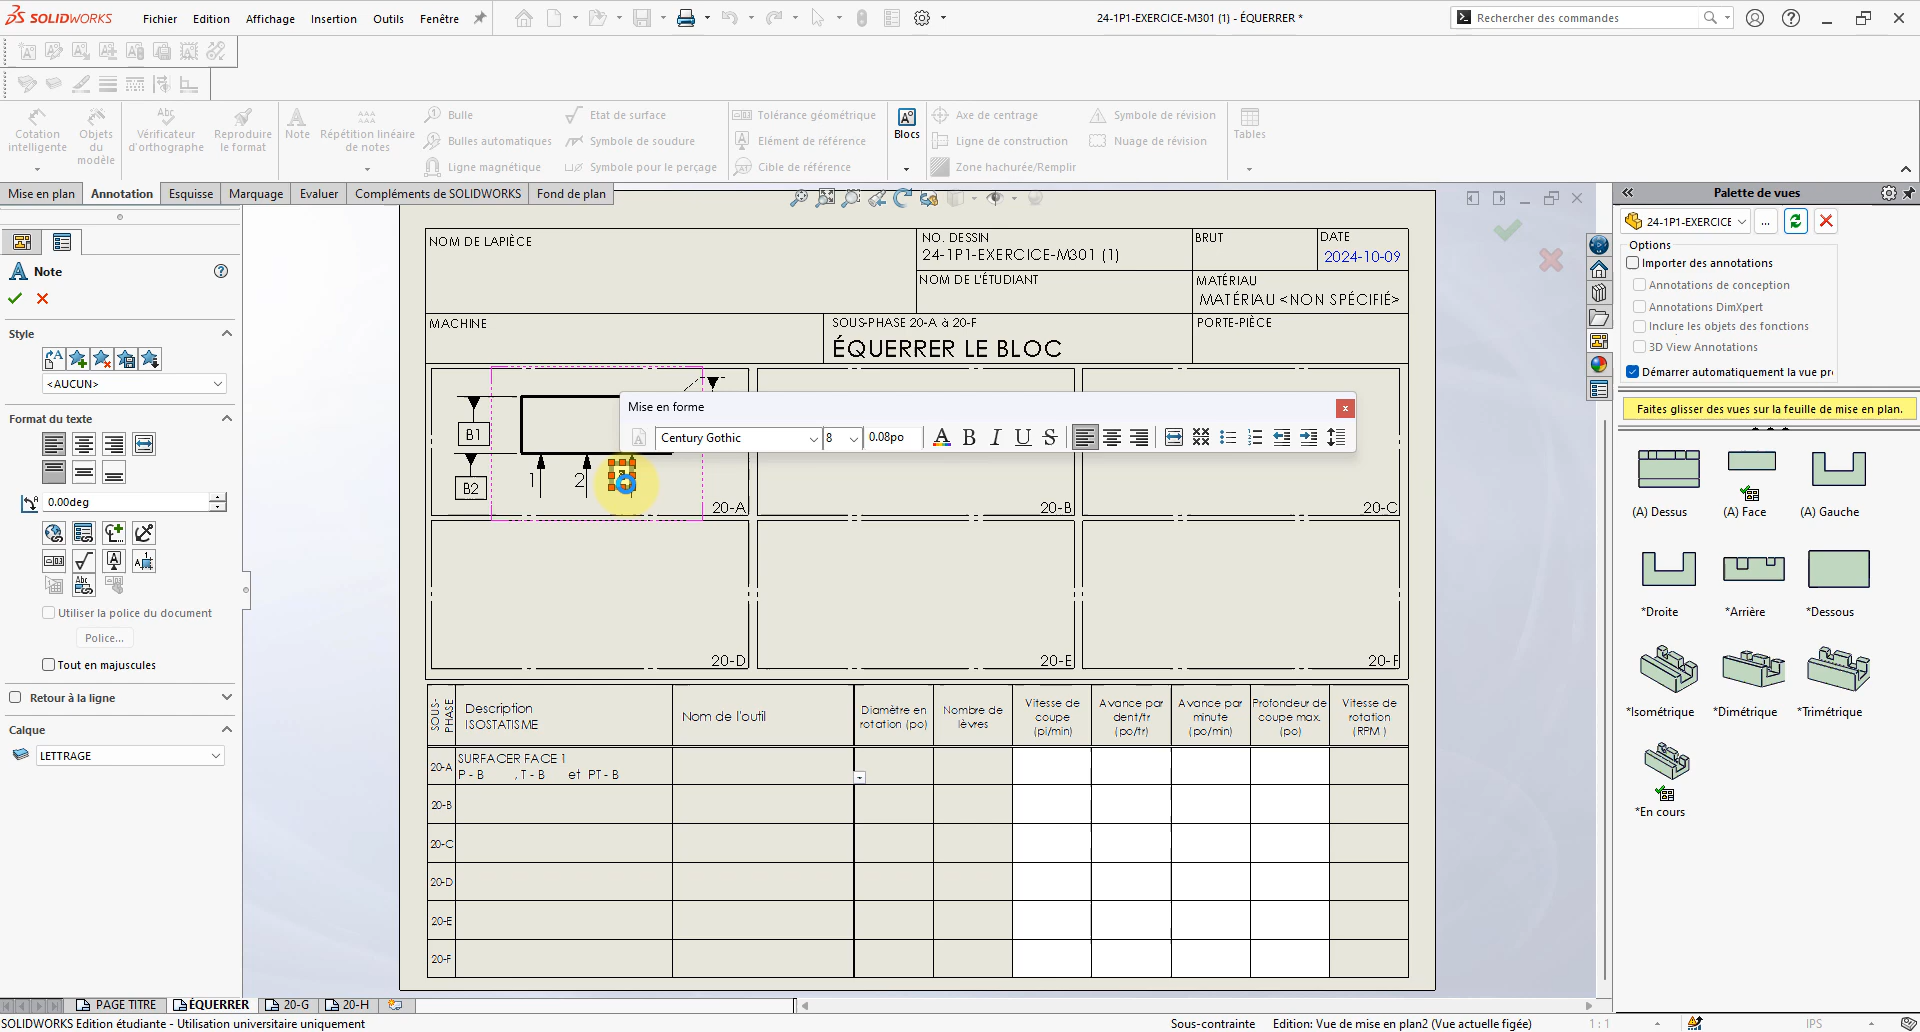 SOLIDWORKS
Fichier
Edition
Affichage
Insertion
Outils
Fenêtre
24-1P1-EXERCICE-M301 (1) - ÉQUERRER *
Rechercher des commandes
Cotation intelligente
Objets du modèle
Vérificateur d'orthographe
Reproduire le format
Note
Répétition linéaire de notes
Bulle
Bulles automatiques
Ligne magnétique
Etat de surface
Symbole de soudure
Symbole pour le perçage
Tolérance géométrique
Elément de référence
Cible de référence
Blocs
Axe de centrage
Ligne de construction
Zone hachurée/Remplir
Symbole de révision
Nuage de révision
Tables
Mise en plan
Annotation
Esquisse
Marquage
Evaluer
Compléments de SOLIDWORKS
Fond de plan
Note
Style
<AUCUN>
Format du texte
0.00deg
Utiliser la police du document
Police...
Tout en majuscules
Retour à la ligne
Calque
LETTRAGE
NOM DE LAPIÈCE
NO. DESSIN
24-1P1-EXERCICE-M301 (1)
BRUT
DATE
2024-10-09
NOM DE L'ÉTUDIANT
MATÉRIAU
MATÉRIAU <NON SPÉCIFIÉ>
MACHINE
SOUS-PHASE 20-A à 20-F
ÉQUERRER LE BLOC
PORTE-PIÈCE
Mise en forme
Century Gothic
8
0.08po
B1
B2
1
2
20-A
20-B
20-C
20-D
20-E
20-F
SOUS-PHASE
Description
ISOSTATISME
Nom de l'outil
Diamètre en rotation (po)
Nombre de lèvres
Vitesse de coupe (pi/min)
Avance par dent/tr (po/tr)
Avance par minute (po/min)
Profondeur de coupe max. (po)
Vitesse de rotation (RPM )
20-A
SURFACER FACE 1
P - B , T - B et PT - B
20-B
20-C
20-D
20-E
20-F
Palette de vues
24-1P1-EXERCICE
...
Options
Importer des annotations
Annotations de conception
Annotations DimXpert
Inclure les objets des fonctions
3D View Annotations
Démarrer automatiquement la vue pr
Faites glisser des vues sur la feuille de mise en plan.
(A) Dessus
(A) Face
(A) Gauche
*Droite
*Arrière
*Dessous
*Isométrique
*Dimétrique
*Trimétrique
*En cours
PAGE TITRE
ÉQUERRER
20-G
20-H
SOLIDWORKS Edition étudiante - Utilisation universitaire uniquement
Sous-contrainte
Edition: Vue de mise en plan2 (Vue actuellement figée)
1 : 1
IPS